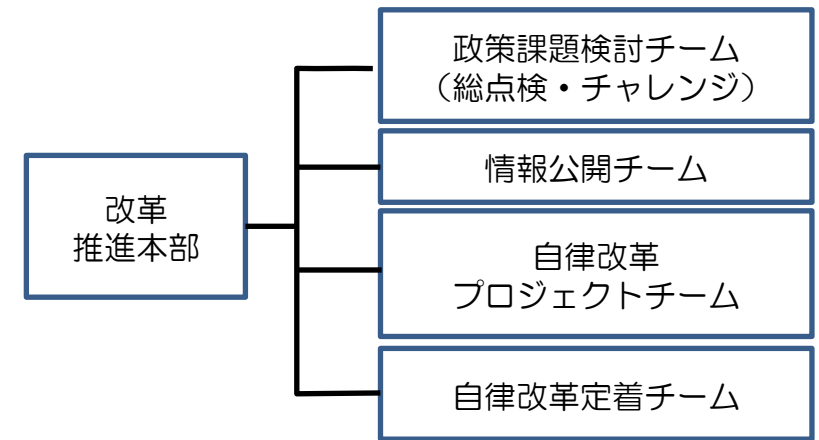 政策課題検討チーム
（総点検・チャレンジ）
情報公開チーム
改革
推進本部
自律改革
プロジェクトチーム
自律改革定着チーム